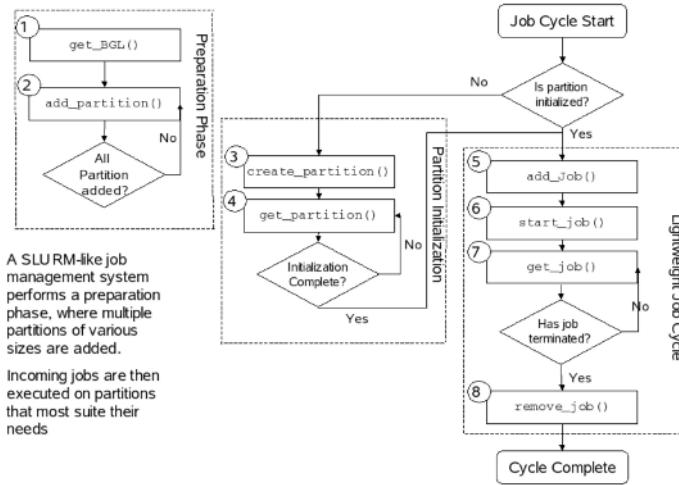 1
get_BGL()
2
add_partition()
No
All
Partition
added?
Preparation Phase
A SLURM-like job
management system
performs a preparation
phase, where multiple
partitions of various
sizes are added.
Incoming jobs are then
executed on partitions
that most suite their
needs
Job Cycle Start
Is partition
initialized?
No
Yes
3
create_partition()
4
get_partition()
No
Initialization
Complete?
Yes
Partition Initialization
5
add_Job()
6
start_job()
7
get_job()
No
Has job
terminated?
Yes
8
remove_job()
Lightweight Job Cycle
Cycle Complete